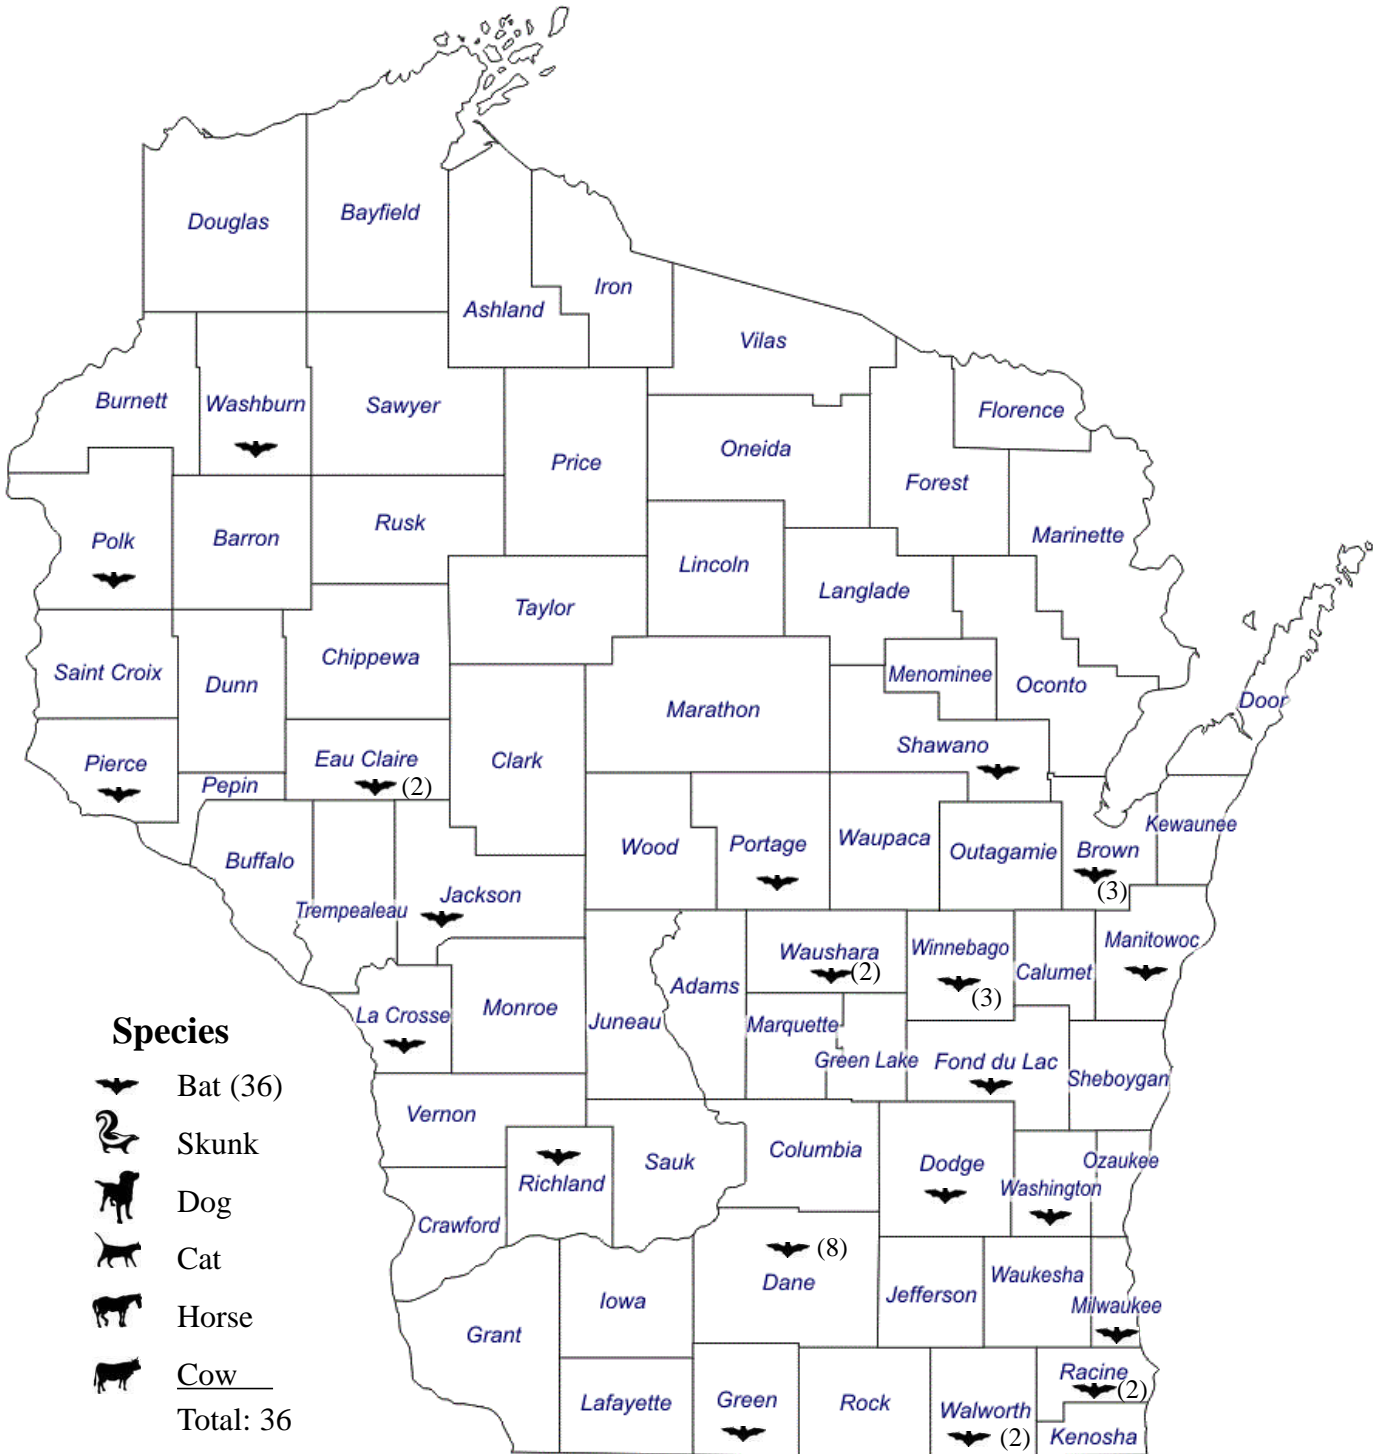 Douglas
Bayfield
Ashland
Iron
Vilas
Burnett
Washburn
Sawyer
Price
Oneida
Florence
Forest
Marinette
Polk
Barron
Rusk
Lincoln
Langlade
Taylor
Saint Croix
Dunn
Chippewa
Marathon
Menominee
Oconto
Door
Pierce
Pepin
Eau Claire
(2)
Clark
Shawano
Buffalo
Trempealeau
Jackson
Wood
Portage
Waupaca
Outagamie
Brown
(3)
Kewaunee
La Crosse
Monroe
Juneau
Adams
Waushara
(2)
Winnebago
(3)
Calumet
Manitowoc
Marquette
Green Lake
Fond du Lac
Sheboygan
Vernon
Richland
Sauk
Columbia
Dodge
Washington
Ozaukee
Crawford
Grant
Iowa
Dane
(8)
Jefferson
Waukesha
Milwaukee
Lafayette
Green
Rock
Walworth
(2)
Racine
(2)
Kenosha
Species
Bat (36)
Skunk
Dog
Cat
Horse
Cow
Total: 36